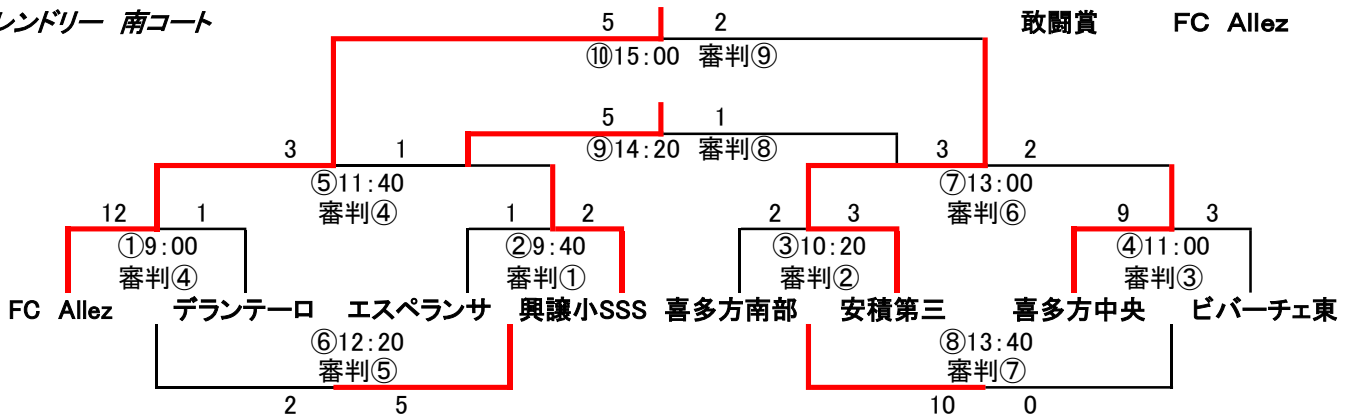 レンドリー 南コート 5 2 敢闘賞 FC Allez
⑩15:00 審判⑨
5 1
3 1 ⑨14:20 審判⑧ 3 2
⑤11:40 ⑦13:00
審判④ 審判⑥
12 1 1 2 2 3 9 3
①9:00 ②9:40 ③10:20 ④11:00
審判④ 審判① 審判② 審判③
FC Allez デランテーロ エスペランサ 興譲小SSS 喜多方南部 安積第三 喜多方中央 ビバーチェ東
⑥12:20 ⑧13:40
審判⑤ 審判⑦
2 5 10 0